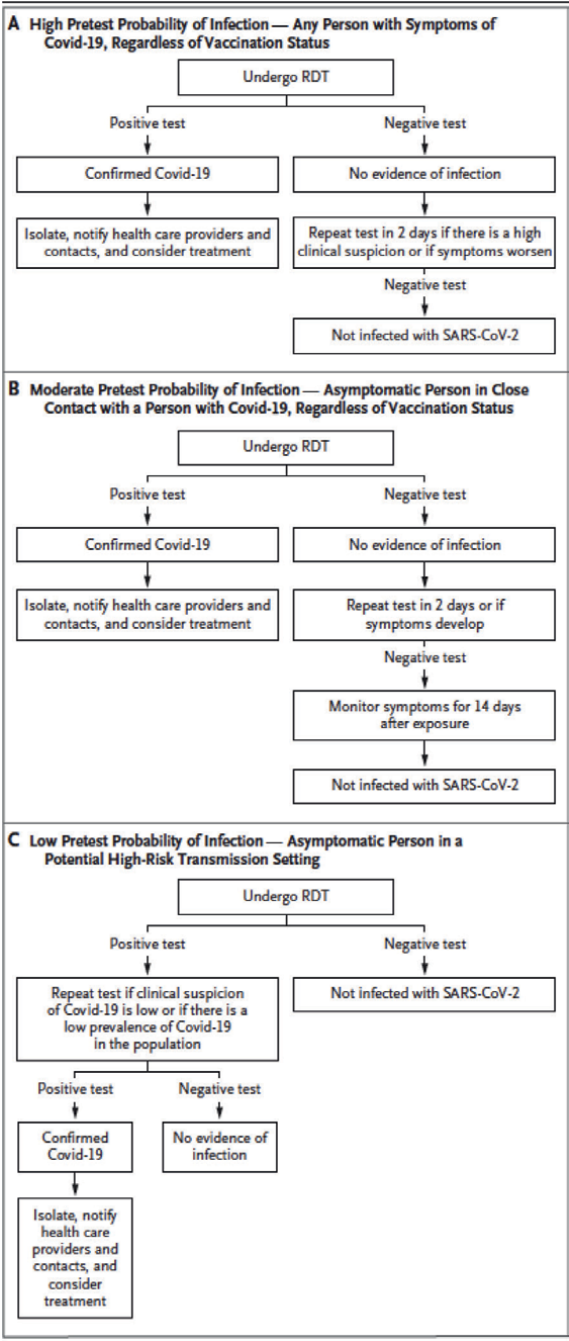 A High Pretest Probability of Infection — Any Person with Symptoms of
Covid-19, Regardless of Vaccination Status
Undergo RDT
Positive test
Negative test
Confirmed Covid-19
No evidence of infection
Isolate, notify health care providers and
contacts, and consider treatment
Repeat test in 2 days if there is a high
clinical suspicion or if symptoms worsen
Negative test
Not infected with SARS-CoV-2
B Moderate Pretest Probability of Infection — Asymptomatic Person in Close
Contact with a Person with Covid-19, Regardless of Vaccination Status
Undergo RDT
Positive test
Negative test
Confirmed Covid-19
No evidence of infection
Isolate, notify health care providers and
contacts, and consider treatment
Repeat test in 2 days or if
symptoms develop
Negative test
Monitor symptoms for 14 days
after exposure
Not infected with SARS-CoV-2
C Low Pretest Probability of Infection — Asymptomatic Person in a
Potential High-Risk Transmission Setting
Undergo RDT
Positive test
Negative test
Repeat test if clinical suspicion
of Covid-19 is low or if there is a
low prevalence of Covid-19
in the population
Not infected with SARS-CoV-2
Positive test
Negative test
Confirmed
Covid-19
No evidence of
infection
Isolate, notify
health care
providers and
contacts, and
consider
treatment